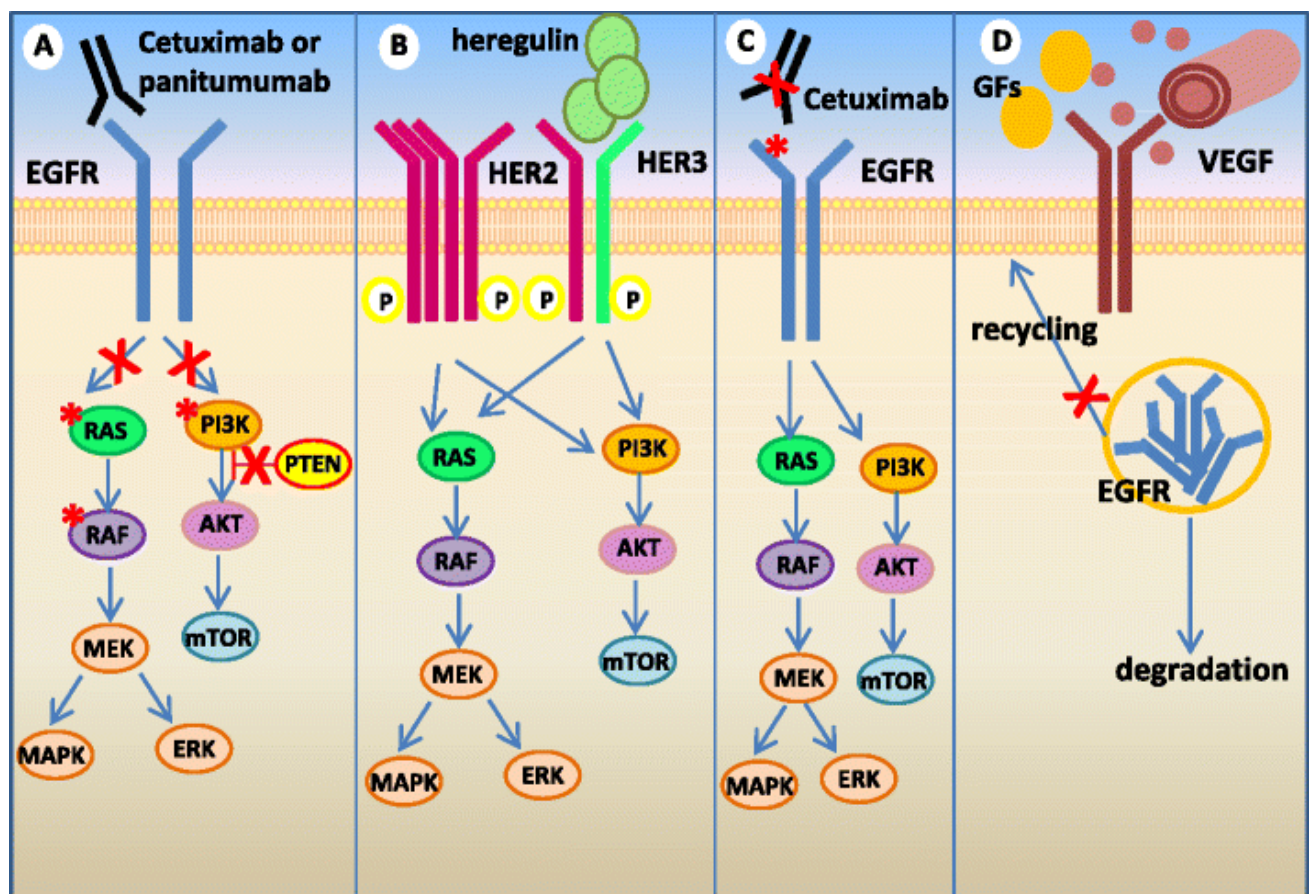 A
Cetuximab or
panitumumab
EGFR
RAS
PI3K
PTEN
RAF
AKT
MEK
mTOR
MAPK
ERK
B
heregulin
HER2
HER3
P
P
P
P
RAS
PI3K
RAF
AKT
MEK
mTOR
MAPK
ERK
C
Cetuximab
EGFR
RAS
PI3K
RAF
AKT
MEK
mTOR
MAPK
ERK
D
GFs
VEGF
recycling
EGFR
degradation